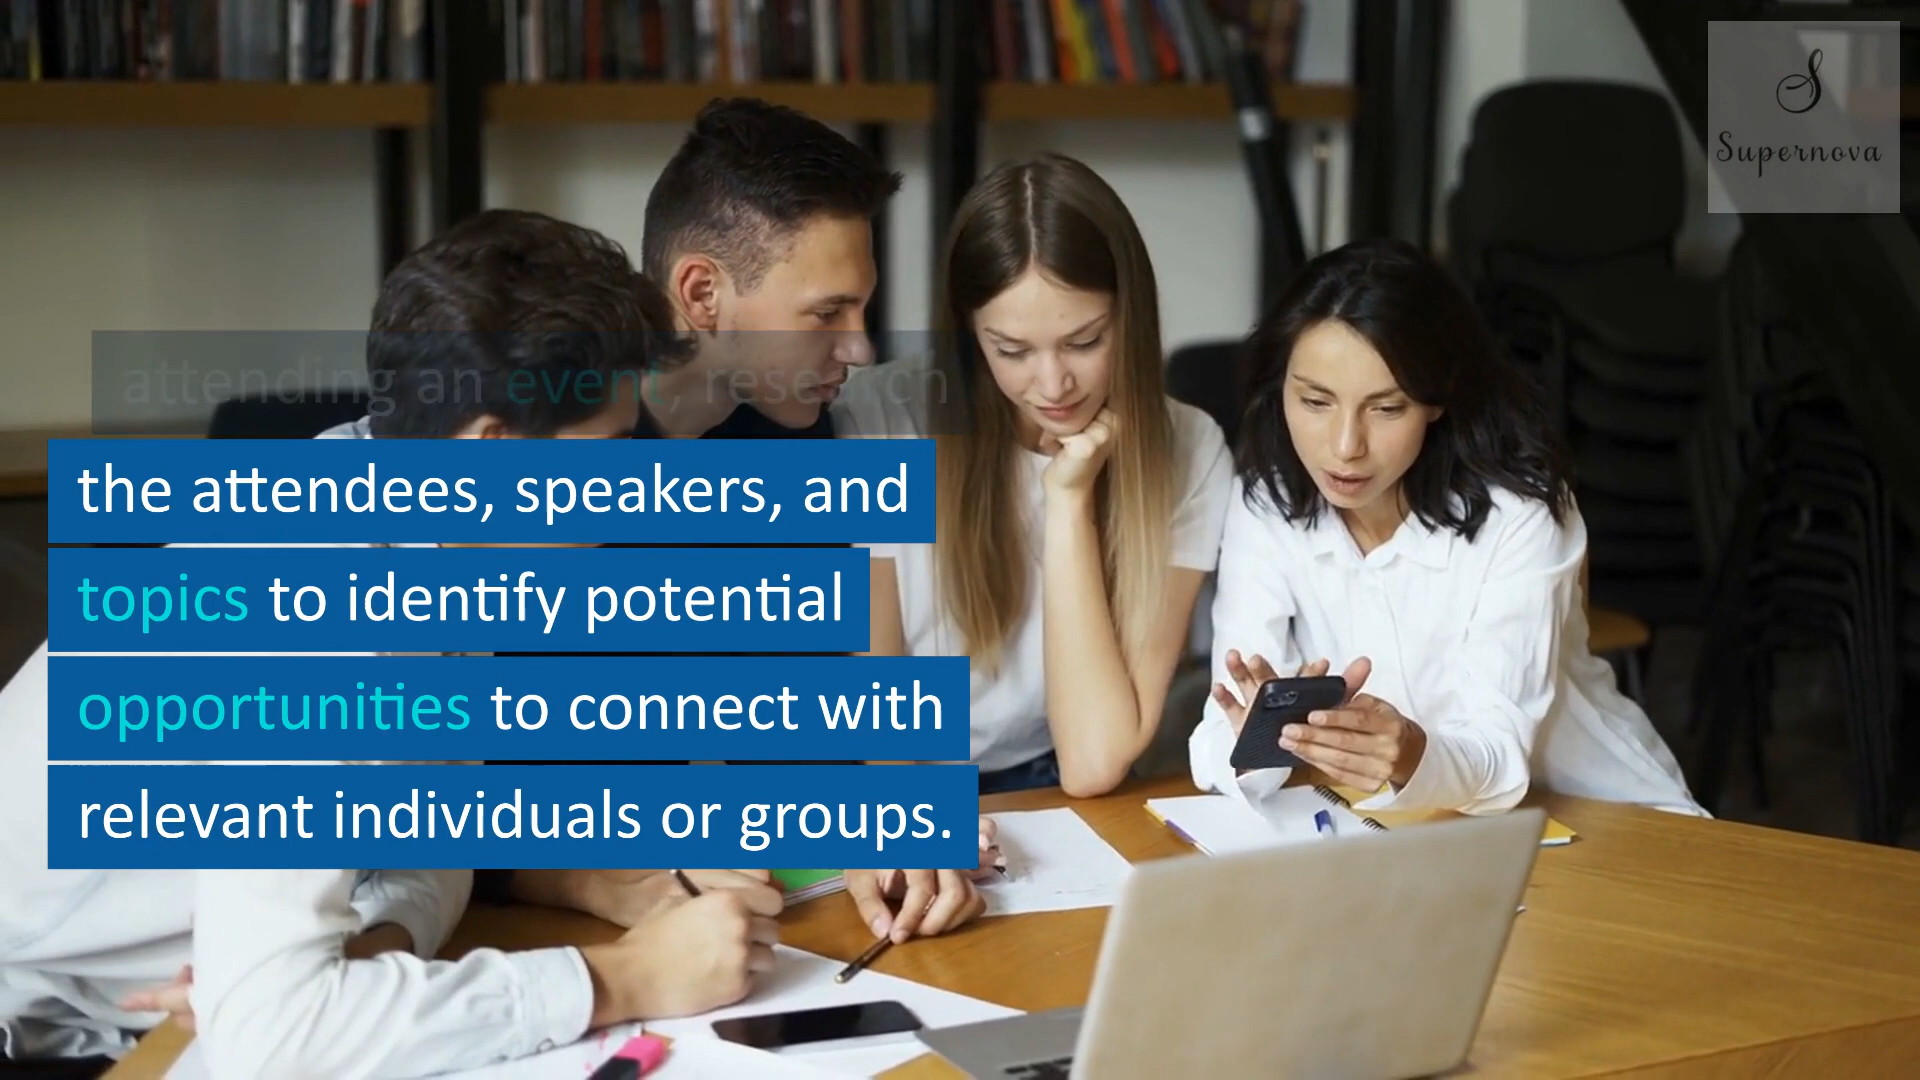 S
Supernova
attending an event, research
the attendees, speakers, and
topics to identify potential
opportunities to connect with
relevant individuals or groups.